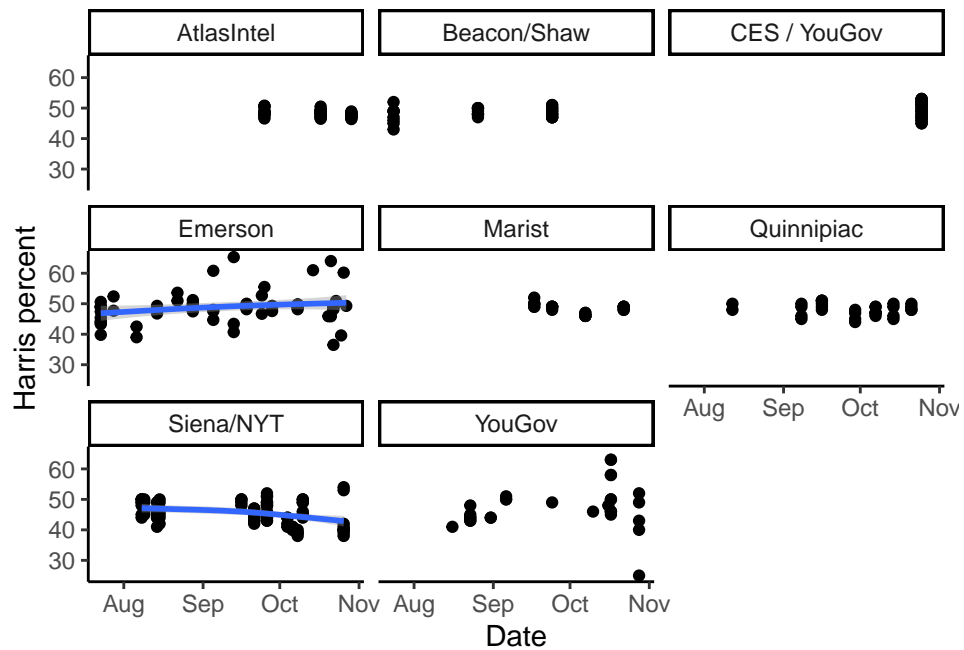 AtlasIntel Beacon/Shaw CES / YouGov
60
50
40
30
Emerson Marist Quinnipiac
60
50
40
30
Aug Sep Oct Nov
Siena/NYT YouGov
60
50
40
30
Aug Sep Oct Nov Aug Sep Oct Nov
Date
Harris percent